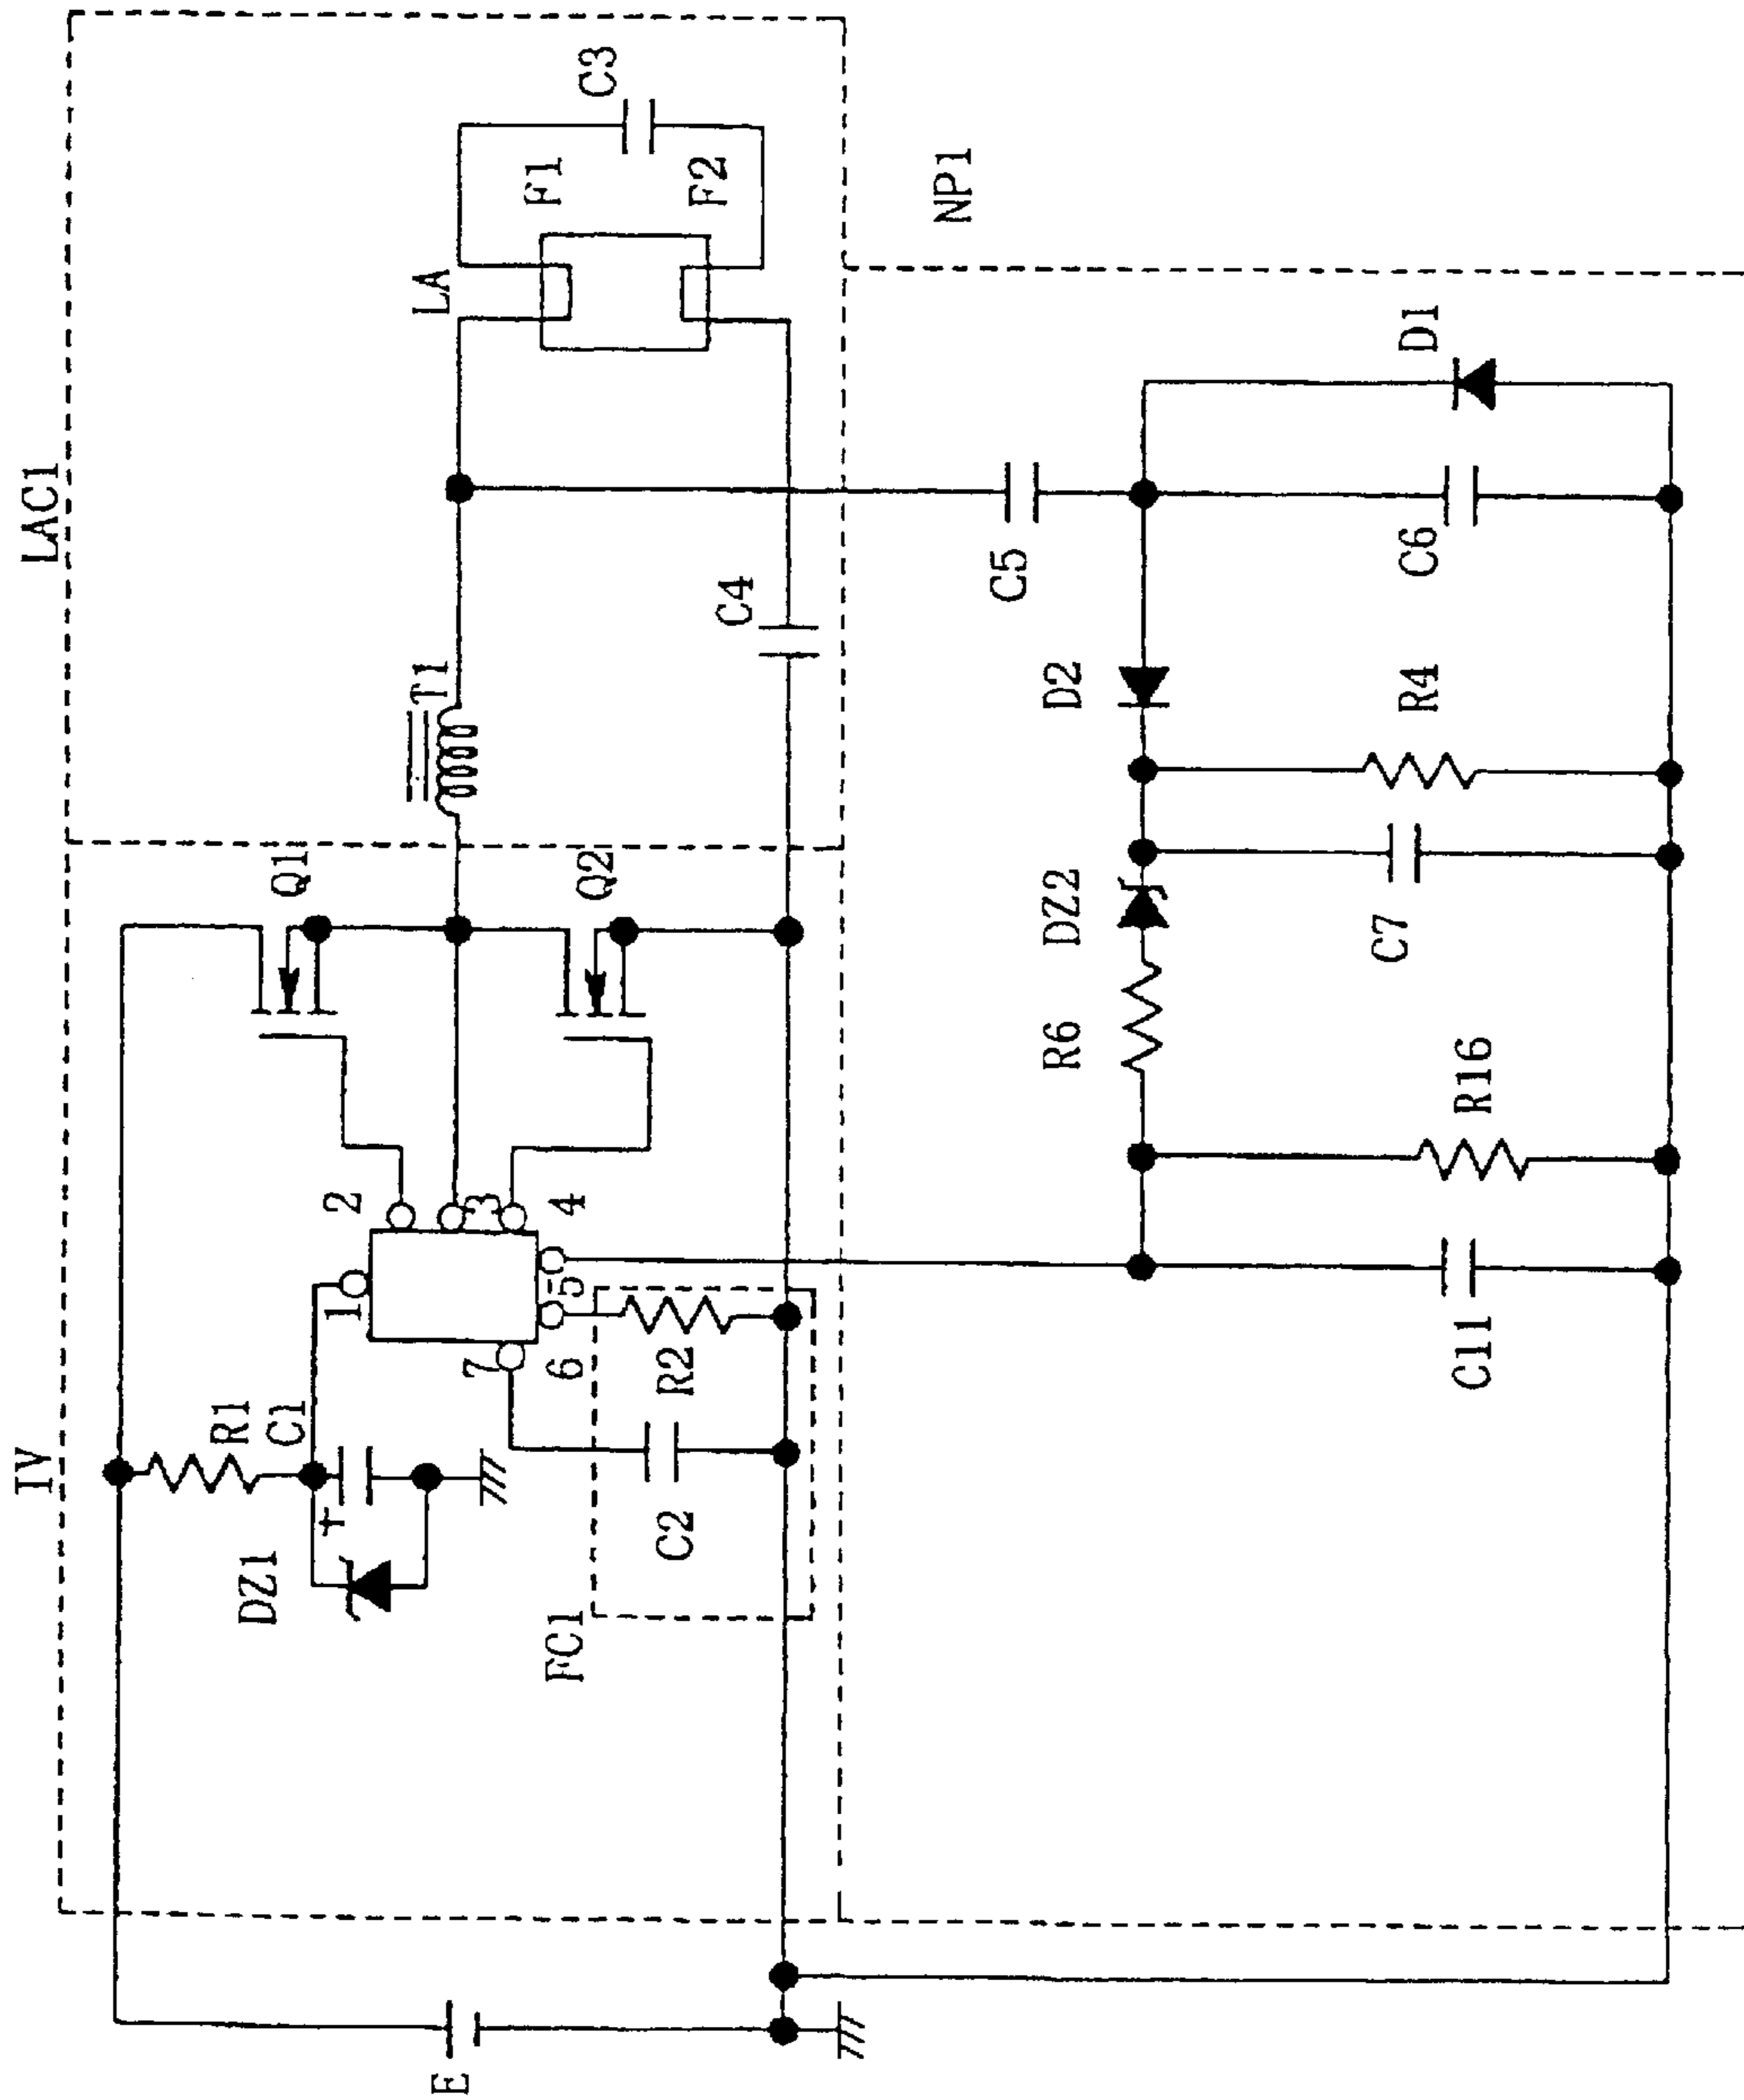 LAC1
IV
NP1
FC1
E
R1
C1
+
DZ1
1
2
3
4
5
6
7
R2
C2
Q1
Q2
T1
LA
F1
F2
C3
C4
C5
D2
D1
C6
R4
C7
DZ2
R6
R16
C11